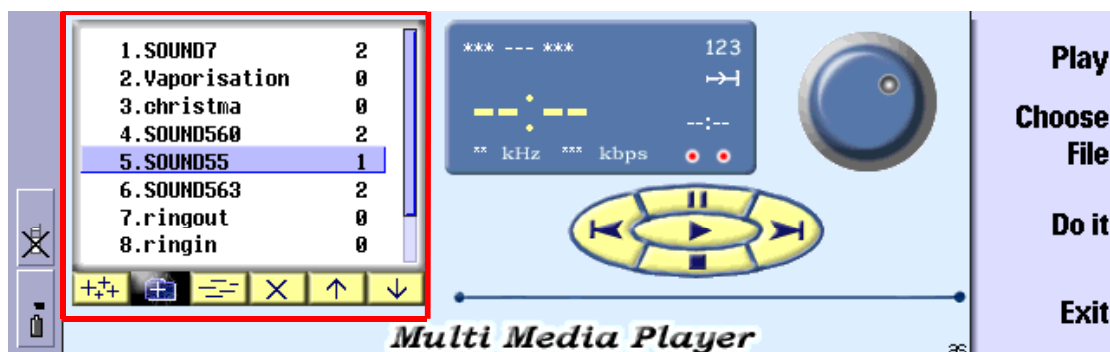 1.SOUND7 2
2.Vaporisation 0
3.christma 0
4.SOUND560 2
5.SOUND55 1
6.SOUND563 2
7.ringout 0
8.ringin 0
*** --- *** 123
--:--
--:--
** kHz *** kbps
Multi Media Player
Play
Choose
File
Do it
Exit